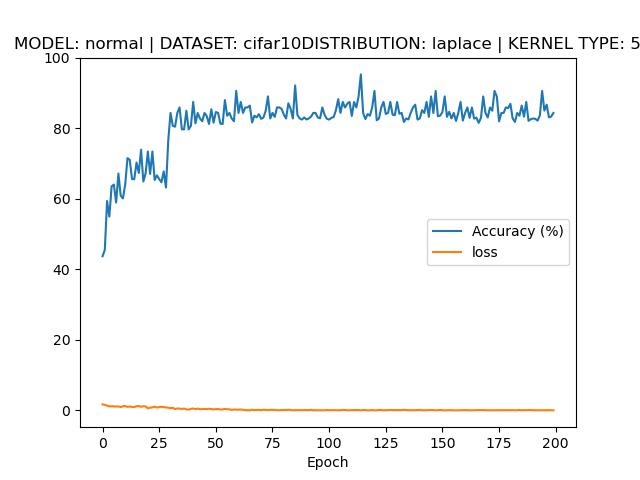 MODEL: normal | DATASET: cifar10DISTRIBUTION: laplace | KERNEL TYPE: 5
100
80
60
40
20
0
Accuracy (%)
loss
0 25 50 75 100 125 150 175 200
Epoch